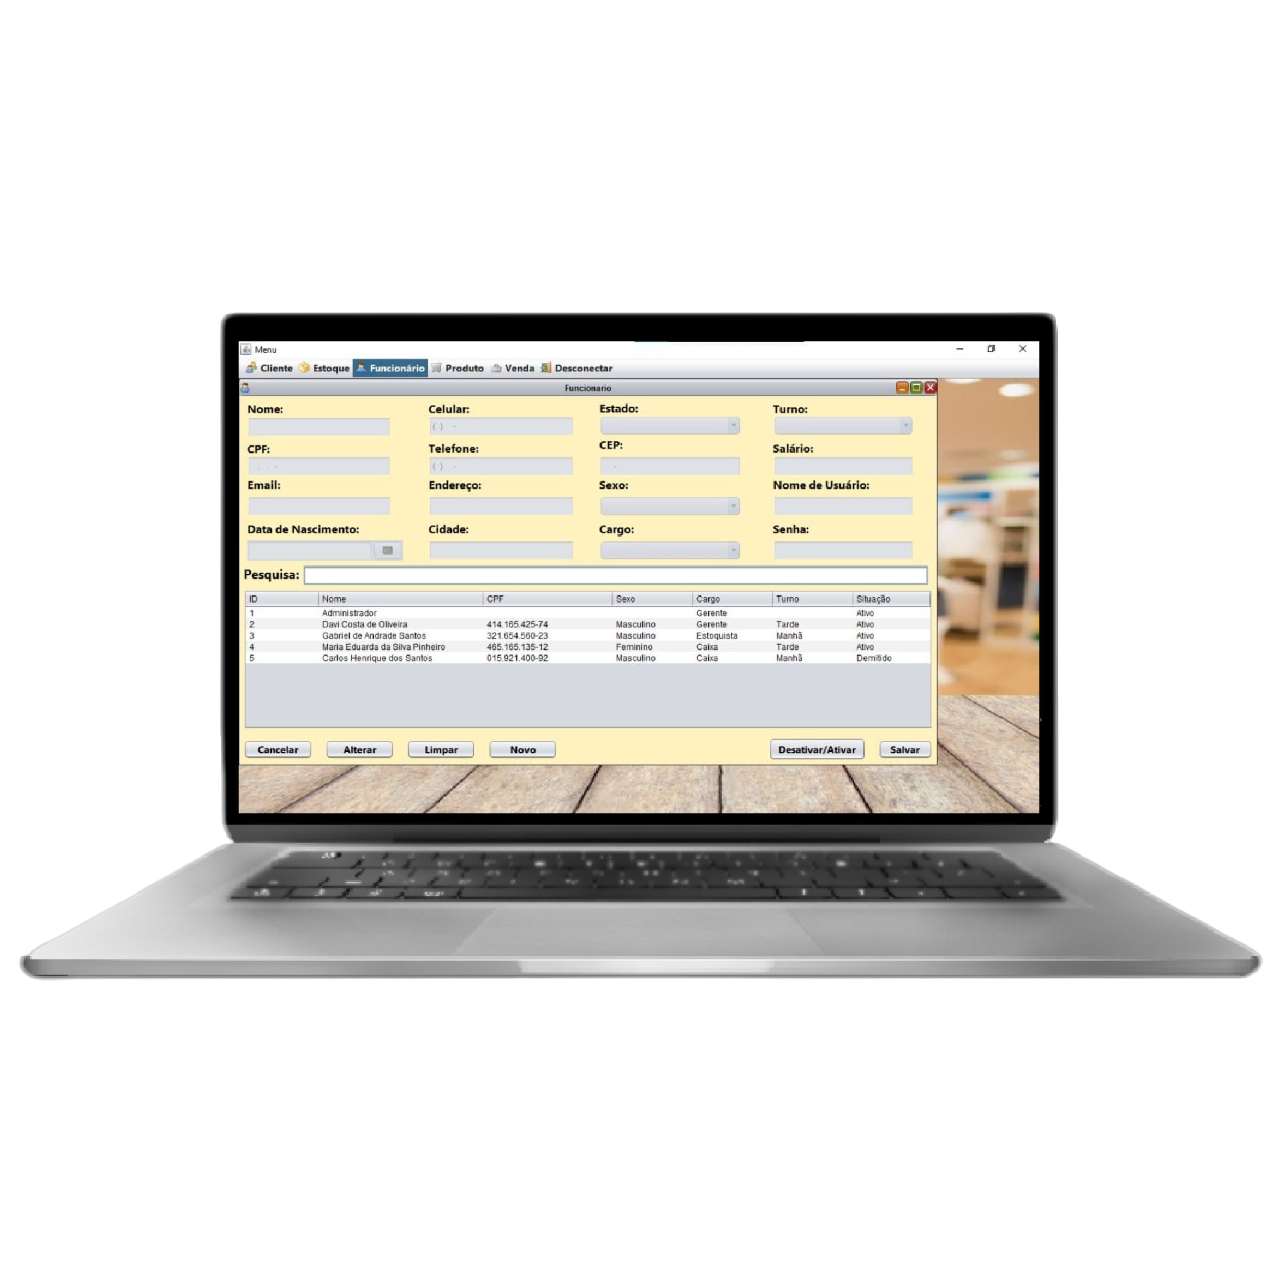 Menu
Cliente Estoque Funcionário Produto Venda Desconectar
Funcionario
Nome: Celular: Estado: Turno:
( ) -
CPF: Telefone: CEP: Salário:
. . - ( ) - -
Email: Endereço: Sexo: Nome de Usuário:
Data de Nascimento: Cidade: Cargo: Senha:
Pesquisa:
ID Nome CPF Sexo Cargo Turno Situação
1 Administrador Gerente Ativo
2 Davi Costa de Oliveira 414.165.425-74 Masculino Gerente Tarde Ativo
3 Gabriel de Andrade Santos 321.654.560-23 Masculino Estoquista Manhã Ativo
4 Maria Eduarda da Silva Pinheiro 465.165.135-12 Feminino Caixa Tarde Ativo
5 Carlos Henrique dos Santos 015.921.400-92 Masculino Caixa Manhã Demitido
Cancelar Alterar Limpar Novo Desativar/Ativar Salvar